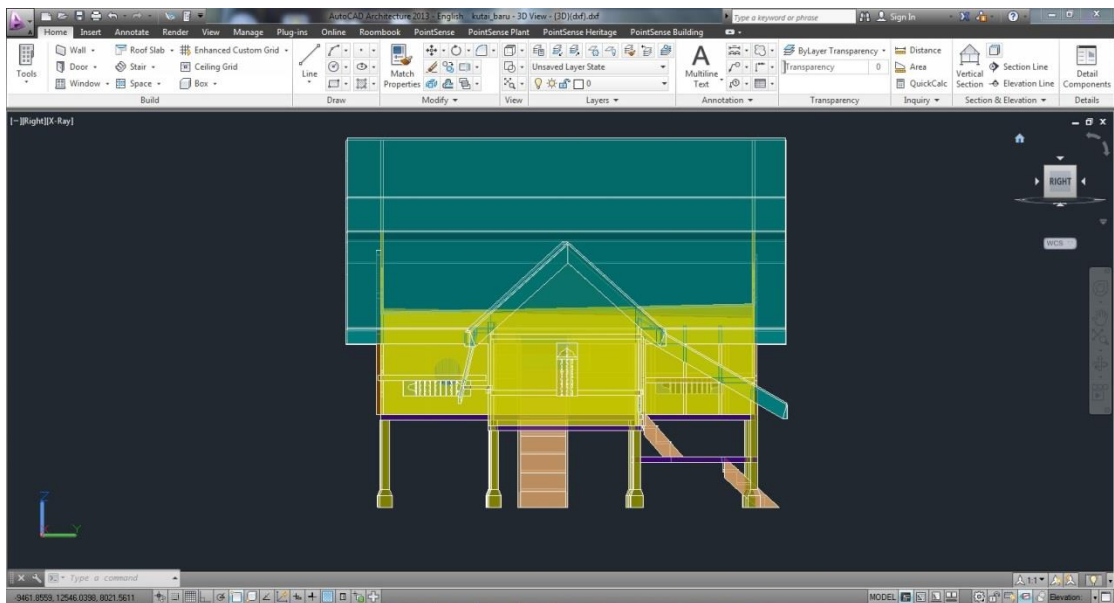 AutoCAD Architecture 2013 - English kutai_baru - 3D View - (3D)(dxf).dxf
Type a keyword or phrase
Sign In
Home Insert Annotate Render View Manage Plug-ins Online Roombook PointSense PointSense Plant PointSense Heritage PointSense Building
Tools
Wall
Door
Window
Roof Slab
Stair
Space
Enhanced Custom Grid
Ceiling Grid
Box
Build
Line
Draw
Match
Properties
Modify
View
Unsaved Layer State
0
Layers
Multiline
Text
Annotation
ByLayer Transparency
Transparency 0
Transparency
Distance
Area
QuickCalc
Inquiry
Vertical
Section
Section Line
Elevation Line
Section & Elevation
Detail
Components
Details
[-][Right][X-Ray]
RIGHT
WCS
Z
X
Y
Type a command
1:1
-9461.8559, 12546.0398, 8021.5611
MODEL
Elevation: